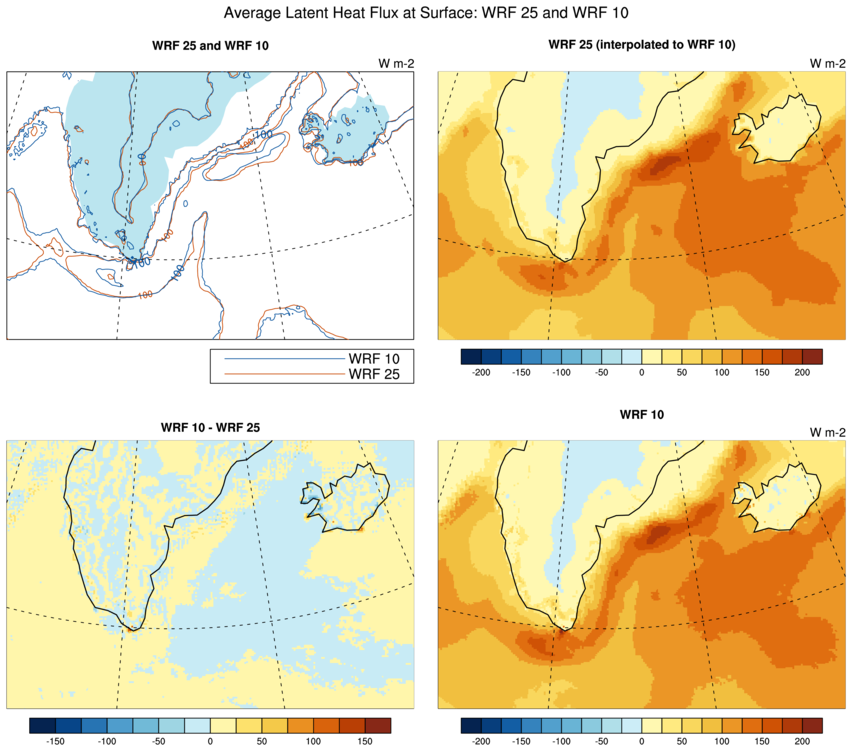 Average Latent Heat Flux at Surface: WRF 25 and WRF 10
WRF 25 and WRF 10
W m-2
100
100
100
100
100
100
0
0
WRF 10
WRF 25
WRF 25 (interpolated to WRF 10)
W m-2
-200 -150 -100 -50 0 50 100 150 200
WRF 10 - WRF 25
-150 -100 -50 0 50 100 150
WRF 10
W m-2
-200 -150 -100 -50 0 50 100 150 200